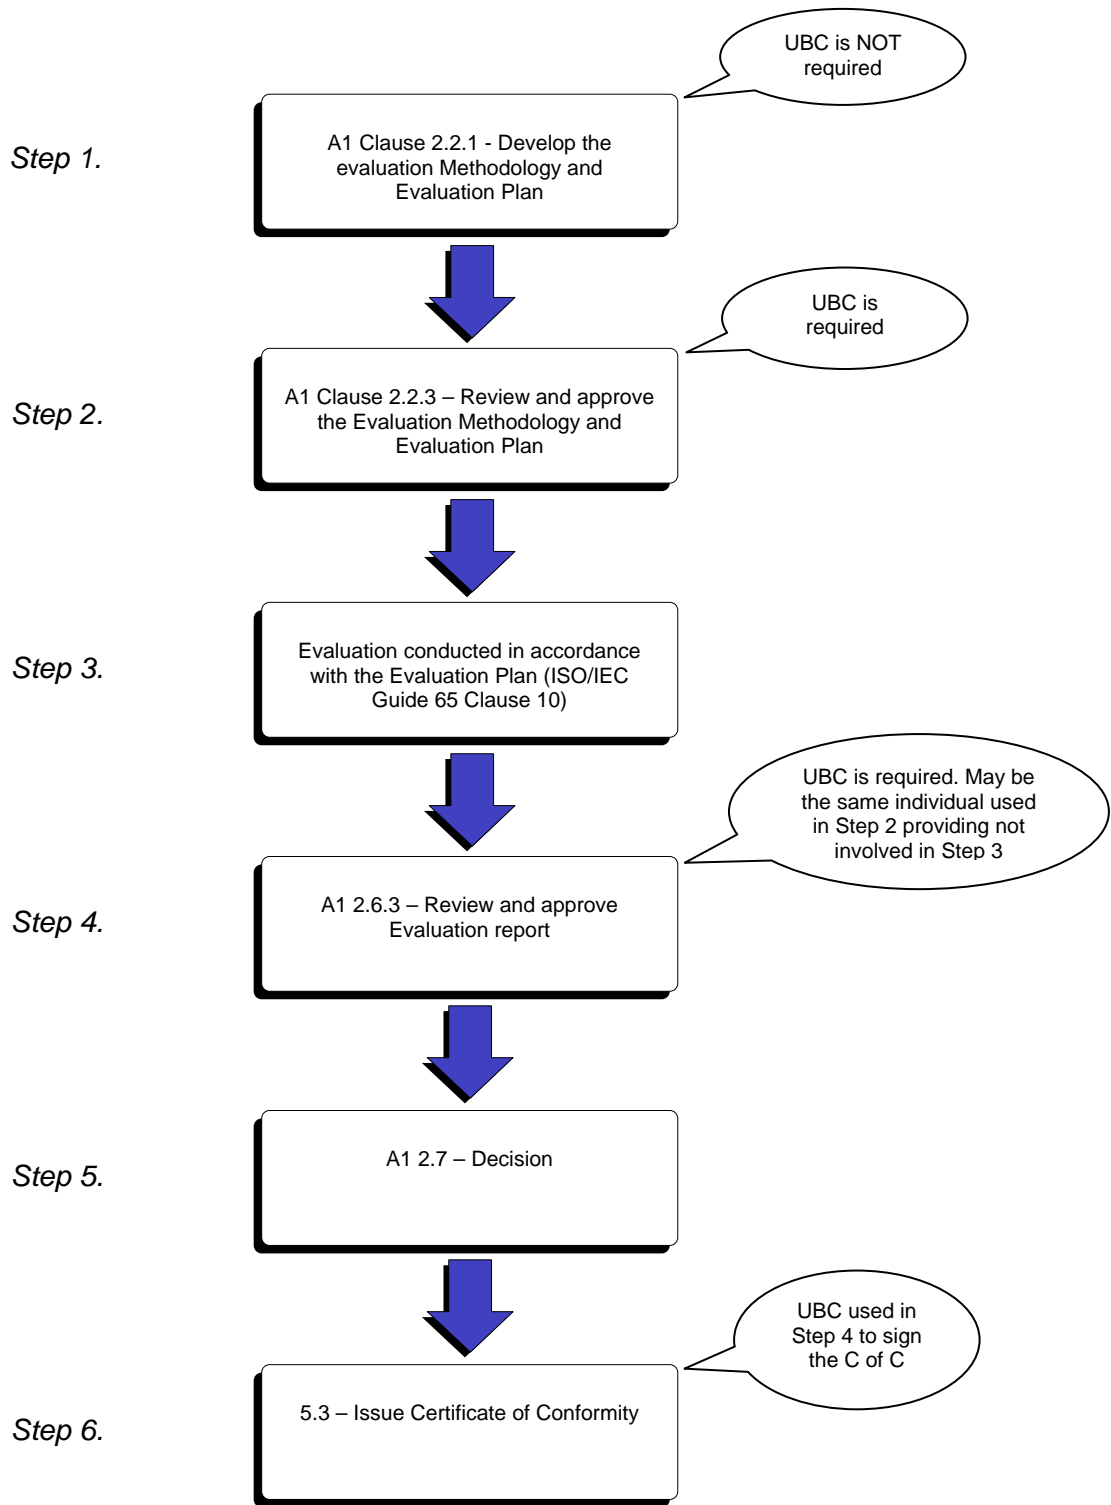 UBC is NOT
required
Step 1.
A1 Clause 2.2.1 - Develop the
evaluation Methodology and
Evaluation Plan
UBC is
required
Step 2.
A1 Clause 2.2.3 – Review and approve
the Evaluation Methodology and
Evaluation Plan
Step 3.
Evaluation conducted in accordance
with the Evaluation Plan (ISO/IEC
Guide 65 Clause 10)
UBC is required. May be
the same individual used
in Step 2 providing not
involved in Step 3
Step 4.
A1 2.6.3 – Review and approve
Evaluation report
Step 5.
A1 2.7 – Decision
UBC used in
Step 4 to sign
the C of C
Step 6.
5.3 – Issue Certificate of Conformity